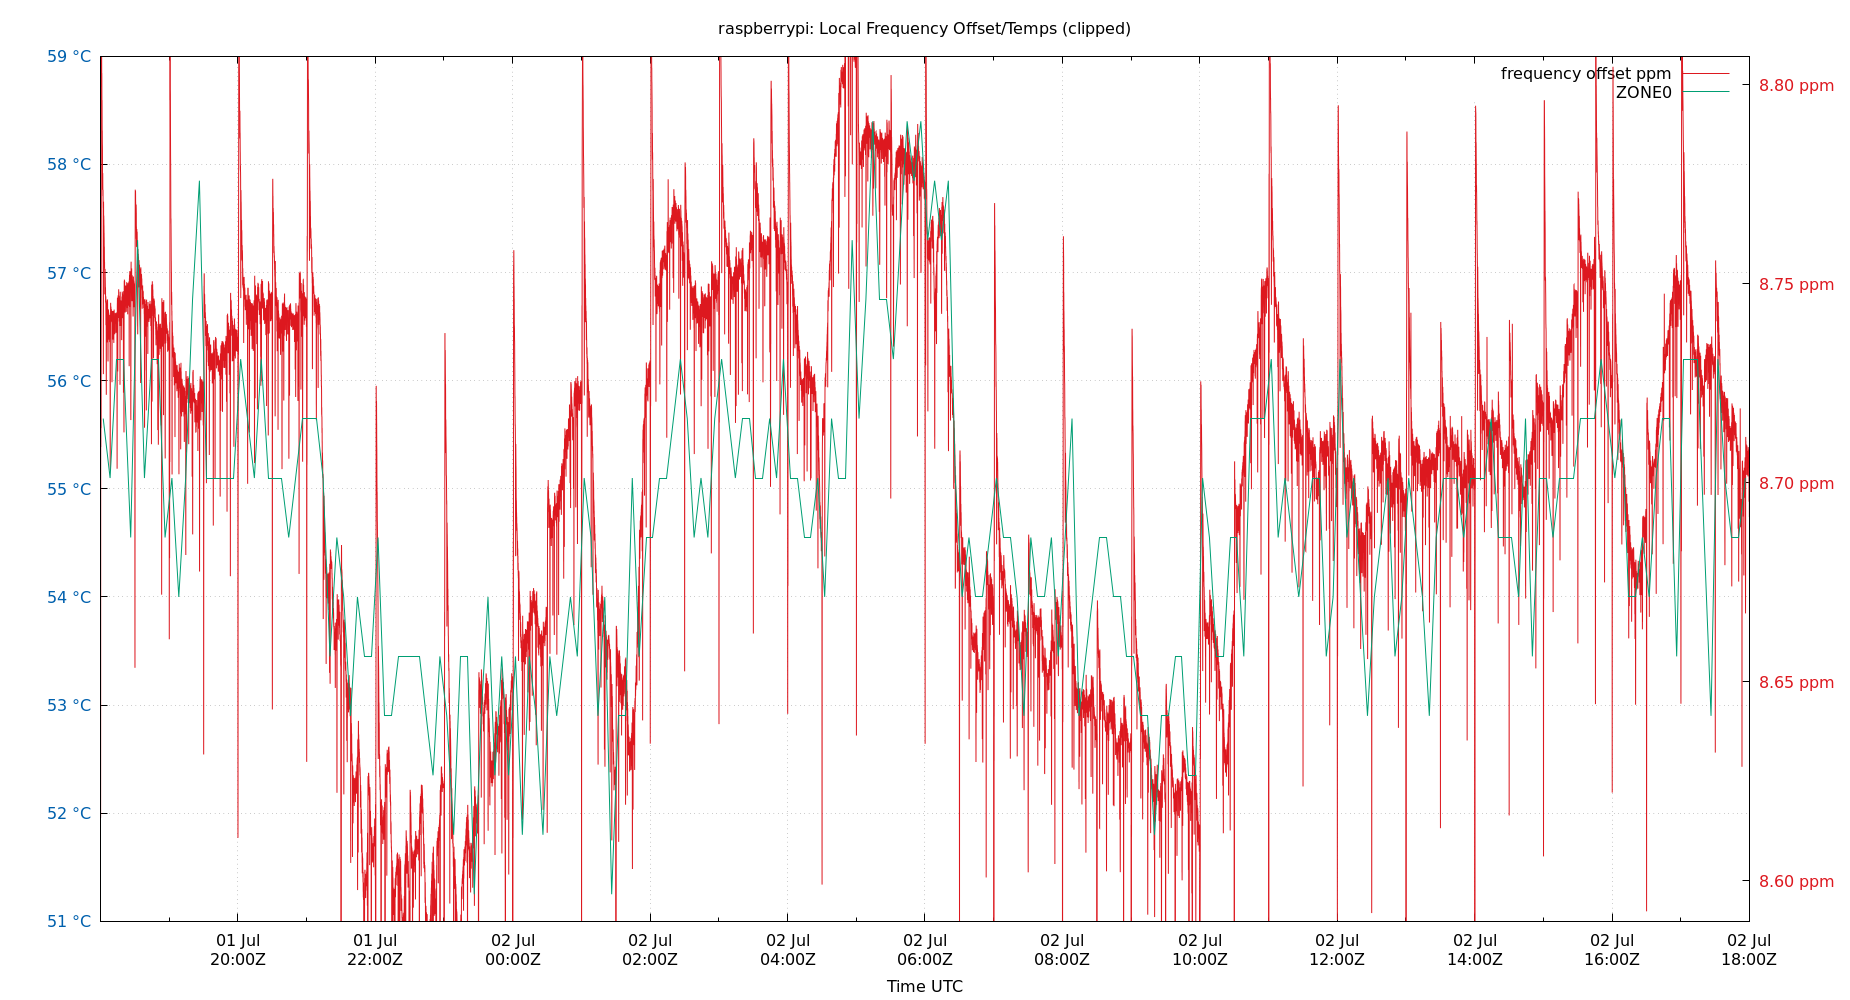 raspberrypi: Local Frequency Offset/Temps (clipped)
frequency offset ppm
ZONE0
59 °C
58 °C
57 °C
56 °C
55 °C
54 °C
53 °C
52 °C
51 °C
8.80 ppm
8.75 ppm
8.70 ppm
8.65 ppm
8.60 ppm
01 Jul
20:00Z
01 Jul
22:00Z
02 Jul
00:00Z
02 Jul
02:00Z
02 Jul
04:00Z
02 Jul
06:00Z
02 Jul
08:00Z
02 Jul
10:00Z
02 Jul
12:00Z
02 Jul
14:00Z
02 Jul
16:00Z
02 Jul
18:00Z
Time UTC